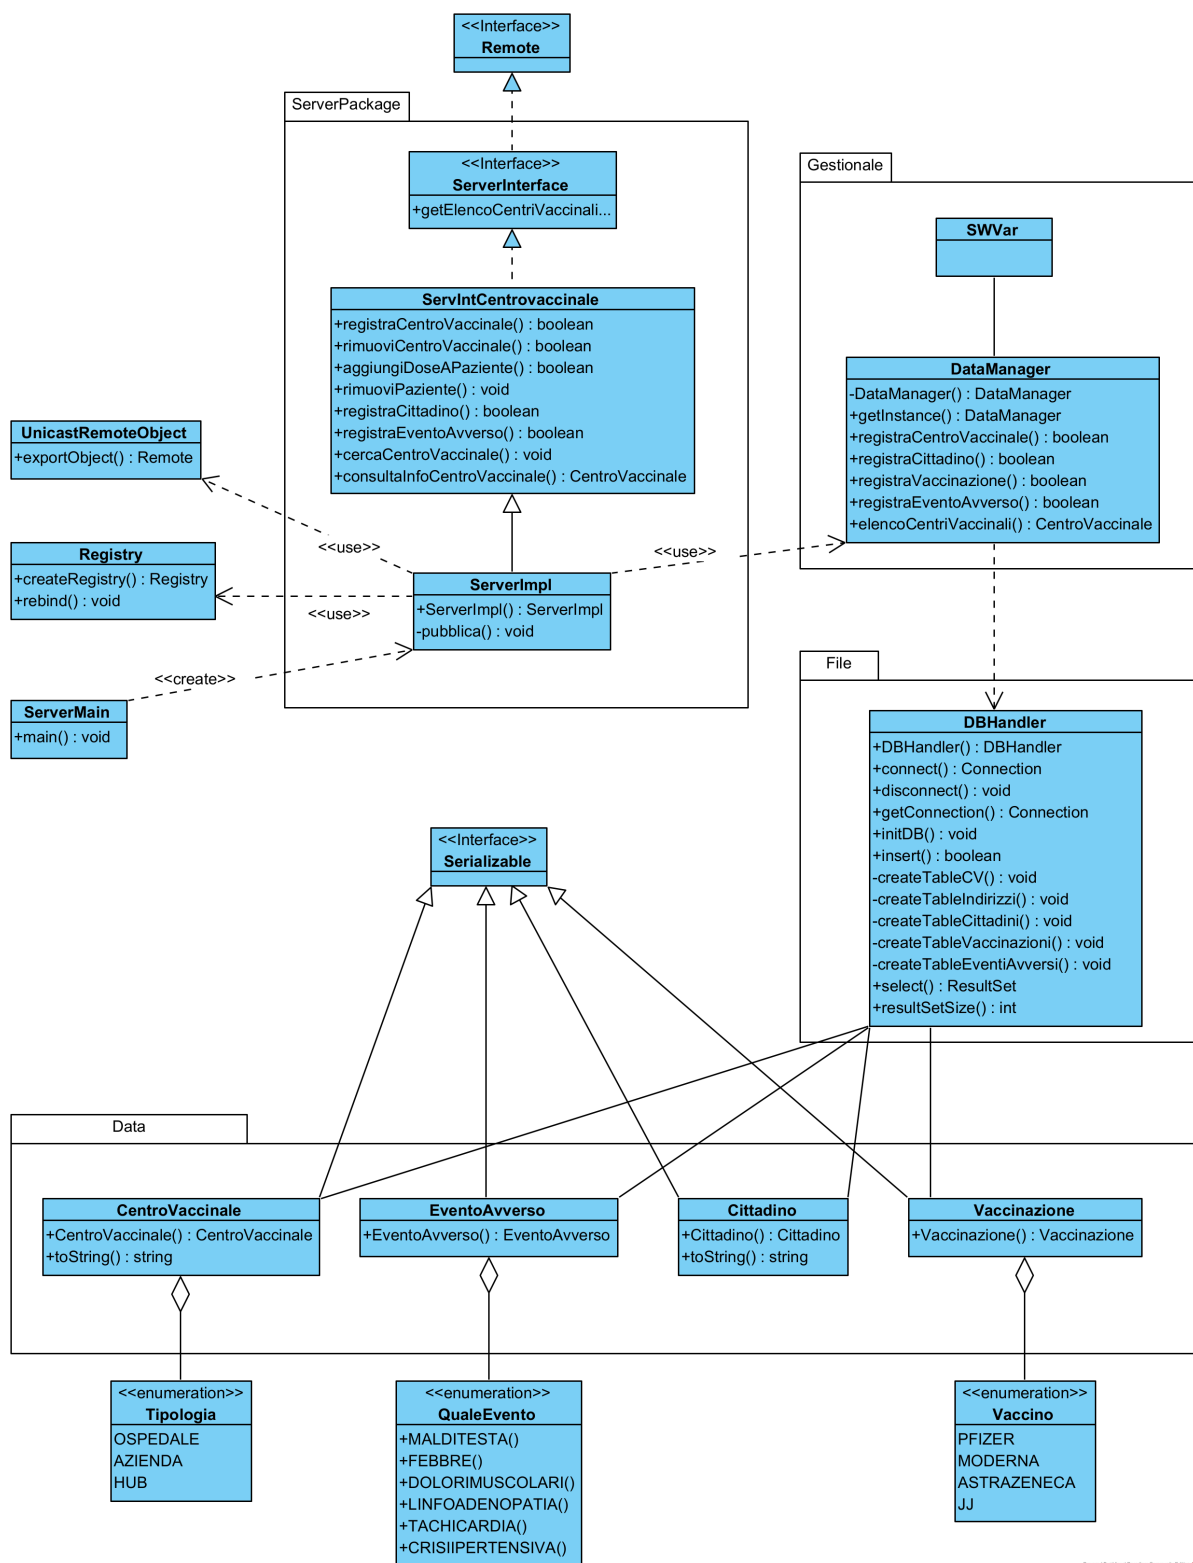 <<Interface>>
Remote
ServerPackage
<<Interface>>
ServerInterface
+getElencoCentriVaccinali...
ServIntCentrovaccinale
+registraCentroVaccinale() : boolean
+rimuoviCentroVaccinale() : boolean
+aggiungiDoseAPaziente() : boolean
+rimuoviPaziente() : void
+registraCittadino() : boolean
+registraEventoAvverso() : boolean
+cercaCentroVaccinale() : void
+consultaInfoCentroVaccinale() : CentroVaccinale
Gestionale
SWVar
DataManager
-DataManager() : DataManager
+getInstance() : DataManager
+registraCentroVaccinale() : boolean
+registraCittadino() : boolean
+registraVaccinazione() : boolean
+registraEventoAvverso() : boolean
+elencoCentriVaccinali() : CentroVaccinale
UnicastRemoteObject
+exportObject() : Remote
<<use>>
<<use>>
Registry
+createRegistry() : Registry
+rebind() : void
<<use>>
ServerImpl
+ServerImpl() : ServerImpl
-pubblica() : void
<<create>>
ServerMain
+main() : void
File
DBHandler
+DBHandler() : DBHandler
+connect() : Connection
+disconnect() : void
+getConnection() : Connection
+initDB() : void
+insert() : boolean
-createTableCV() : void
-createTableIndirizzi() : void
-createTableCittadini() : void
-createTableVaccinazioni() : void
-createTableEventiAvversi() : void
+select() : ResultSet
+resultSetSize() : int
<<Interface>>
Serializable
Data
CentroVaccinale
+CentroVaccinale() : CentroVaccinale
+toString() : string
EventoAvverso
+EventoAvverso() : EventoAvverso
Cittadino
+Cittadino() : Cittadino
+toString() : string
Vaccinazione
+Vaccinazione() : Vaccinazione
<<enumeration>>
Tipologia
OSPEDALE
AZIENDA
HUB
<<enumeration>>
QualeEvento
+MALDITESTA()
+FEBBRE()
+DOLORIMUSCOLARI()
+LINFOADENOPATIA()
+TACHICARDIA()
+CRISIIPERTENSIVA()
<<enumeration>>
Vaccino
PFIZER
MODERNA
ASTRAZENECA
JJ